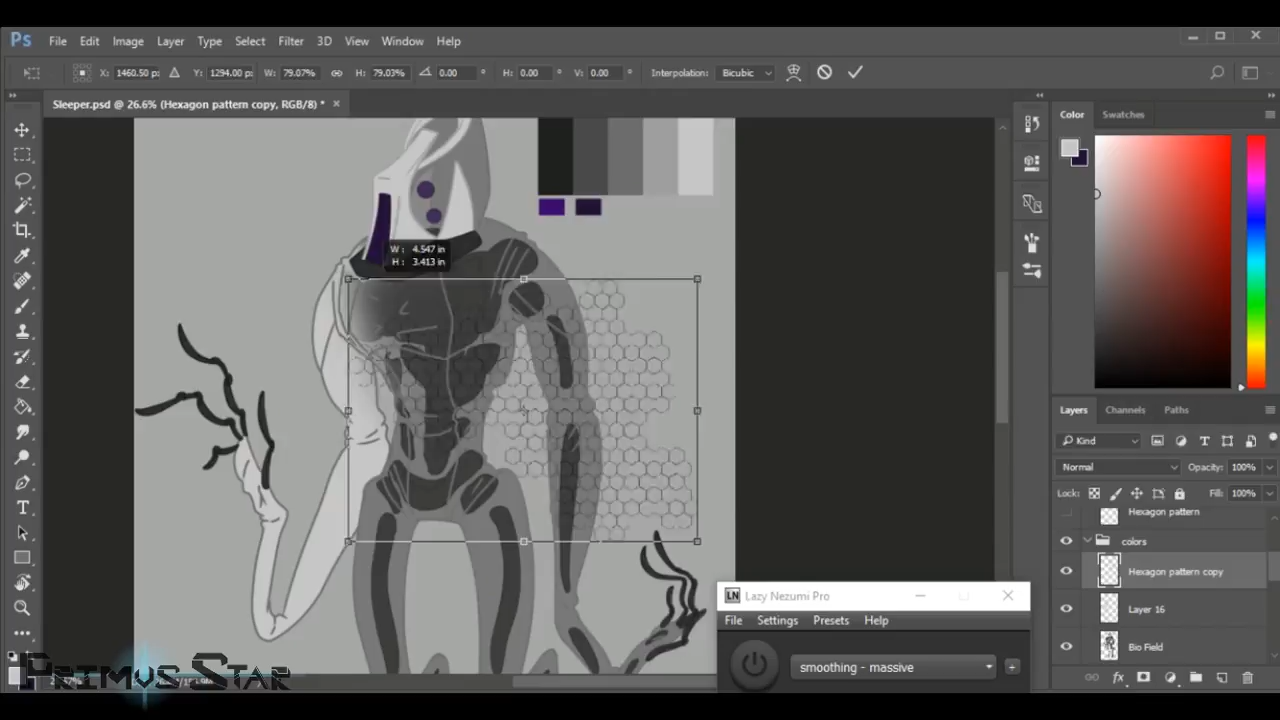 Ps File Edit Image Layer Type Select Filter 3D View Window Help
X: 1460.50 p: Y: 1294.00 p: W: 79.07% H: 79.03% 0.00 ° H: 0.00 ° V: 0.00 ° Interpolation: Bicubic
Sleeper.psd @ 26.6% (Hexagon pattern copy, RGB/8) *
Color Swatches
W: 4.547 in
H: 3.413 in
Layers Channels Paths
Kind
Normal Opacity: 100%
Lock: Fill: 100%
Hexagon pattern
colors
Hexagon pattern copy
Layer 16
Bio Field
LN Lazy Nezumi Pro
File Settings Presets Help
smoothing - massive
+
Primus Star